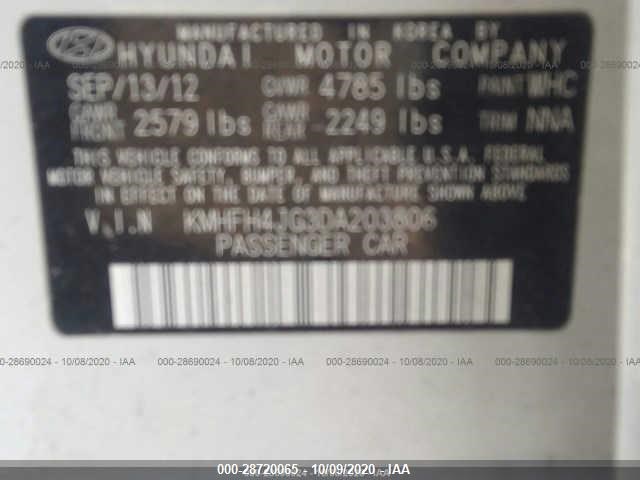 MANUFACTURED IN KOREA BY
HYUNDAI MOTOR COMPANY
SEP/13/12 GVWR 4785 lbs PAINT WHC
GAWR FRONT 2579 lbs GAWR REAR 2249 lbs TRIM NNA
THIS VEHICLE CONFORMS TO ALL APPLICABLE U.S.A. FEDERAL
MOTOR VEHICLE SAFETY, BUMPER, AND THEFT PREVENTION
STANDARDS IN EFFECT ON THE DATE OF MANUFACTURE SHOWN ABOVE
V.I.N KMHFH4JG3DA203806
PASSENGER CAR
000-28690024 - 10/08/2020 - IAA
000-28720065 - 10/09/2020 - IAA